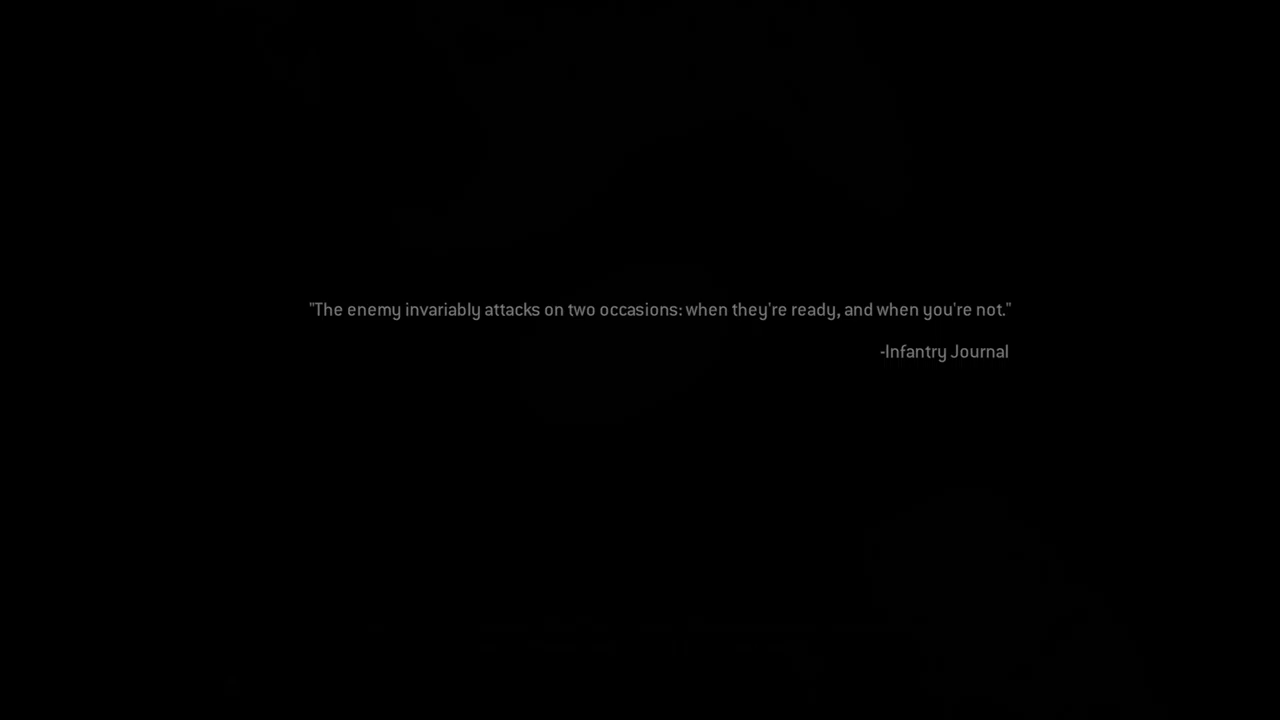 "The enemy invariably attacks on two occasions: when they're ready, and when you're not."
-Infantry Journal